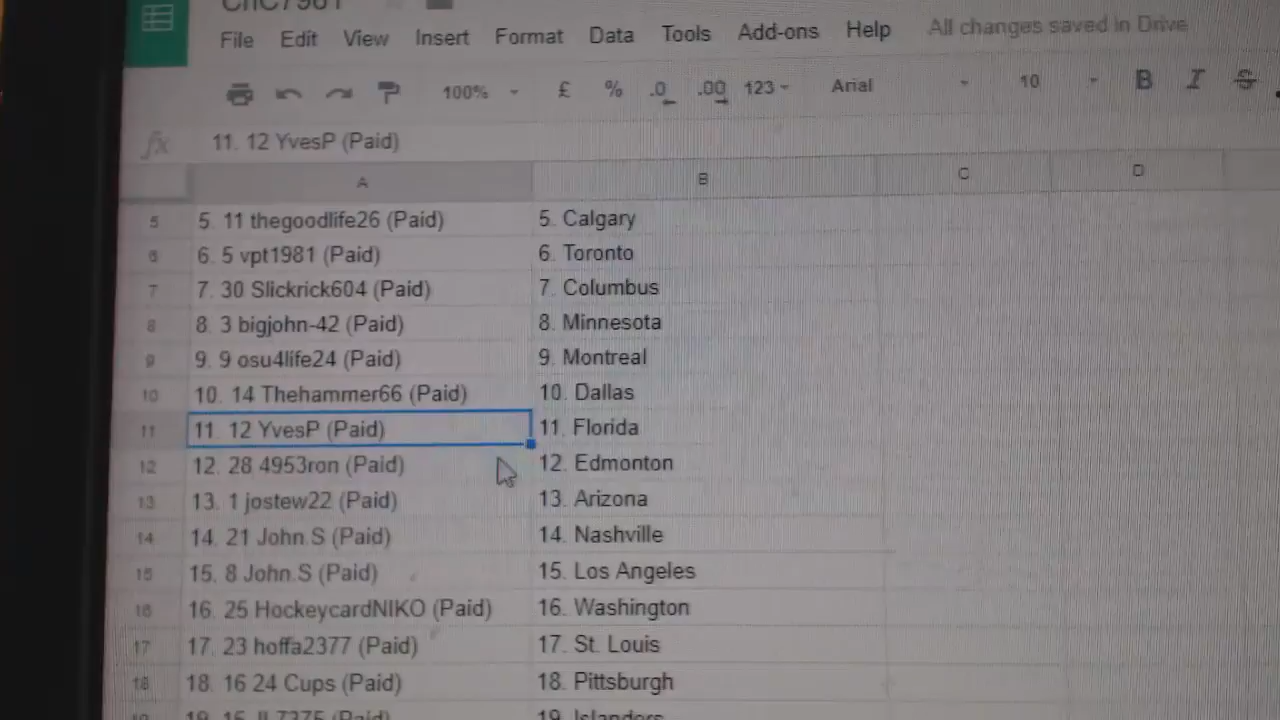 File Edit View Insert Format Data Tools Add-ons Help All changes saved in Drive
100% £ % .0 .00 123 Arial 10 B I S
fx 11. 12 YvesP (Paid)
A B C D
5 5. 11 thegoodlife26 (Paid) 5. Calgary
6 6. 5 vpt1981 (Paid) 6. Toronto
7 7. 30 Slickrick604 (Paid) 7. Columbus
8 8. 3 bigjohn-42 (Paid) 8. Minnesota
9 9. 9 osu4life24 (Paid) 9. Montreal
10 10. 14 Thehammer66 (Paid) 10. Dallas
11 11. 12 YvesP (Paid) 11. Florida
12 12. 28 4953ron (Paid) 12. Edmonton
13 13. 1 jostew22 (Paid) 13. Arizona
14 14. 21 John.S (Paid) 14. Nashville
15 15. 8 John.S (Paid) 15. Los Angeles
16 16. 25 HockeycardNIKO (Paid) 16. Washington
17 17. 23 hoffa2377 (Paid) 17. St. Louis
18 18. 16 24 Cups (Paid) 18. Pittsburgh
19. 15 (Paid) 19. Islanders